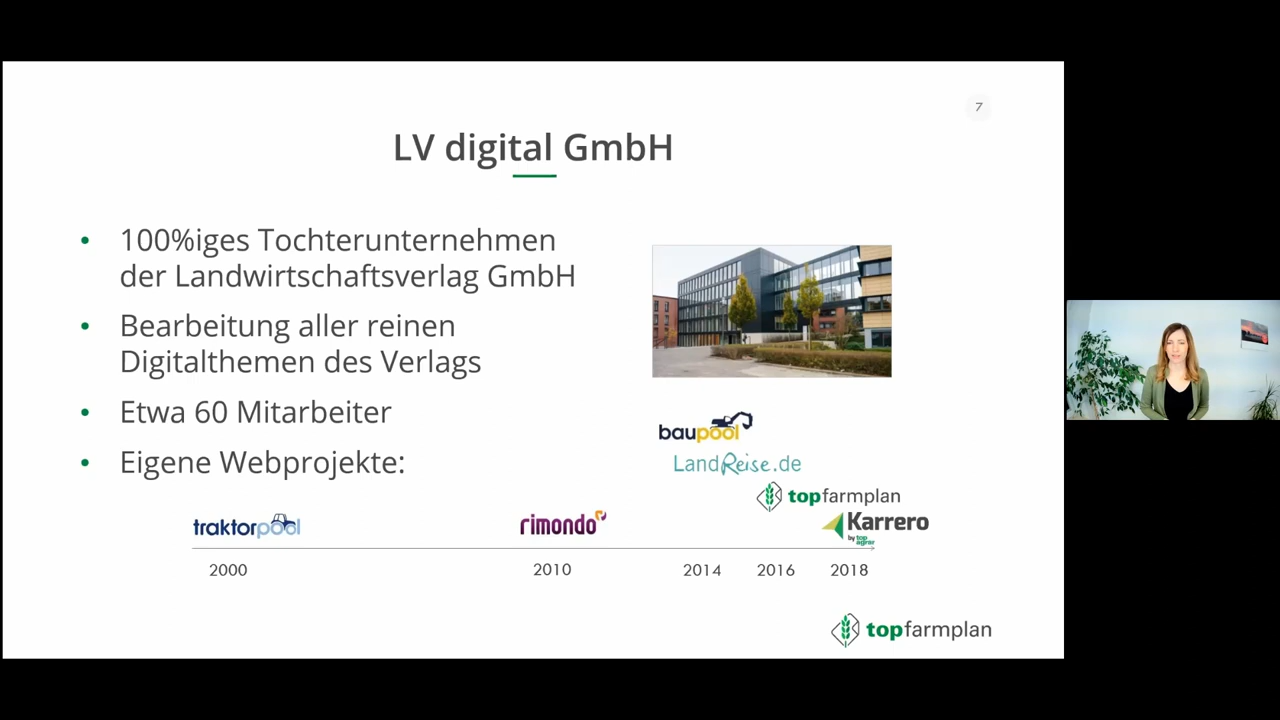 7
LV digital GmbH
• 100%iges Tochterunternehmen
der Landwirtschaftsverlag GmbH
• Bearbeitung aller reinen
Digitalthemen des Verlags
• Etwa 60 Mitarbeiter
• Eigene Webprojekte:
baupool
LandReise.de
topfarmplan
traktorpool
rimondo
Karrero
by top
agrar
2000 2010 2014 2016 2018
topfarmplan